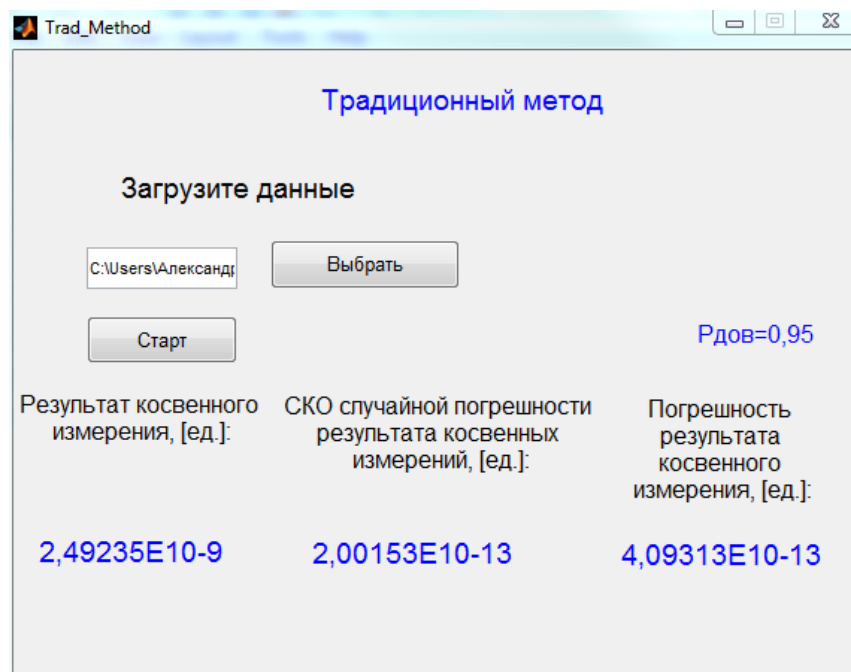 Trad_Method
Традиционный метод
Загрузите данные
C:\Users\Александр
Выбрать
Старт
Pдов=0,95
Результат косвенного
измерения, [ед.]:
СКО случайной погрешности
результата косвенных
измерений, [ед.]:
Погрешность
результата
косвенного
измерения, [ед.]:
2,49235E10-9
2,00153E10-13
4,09313E10-13